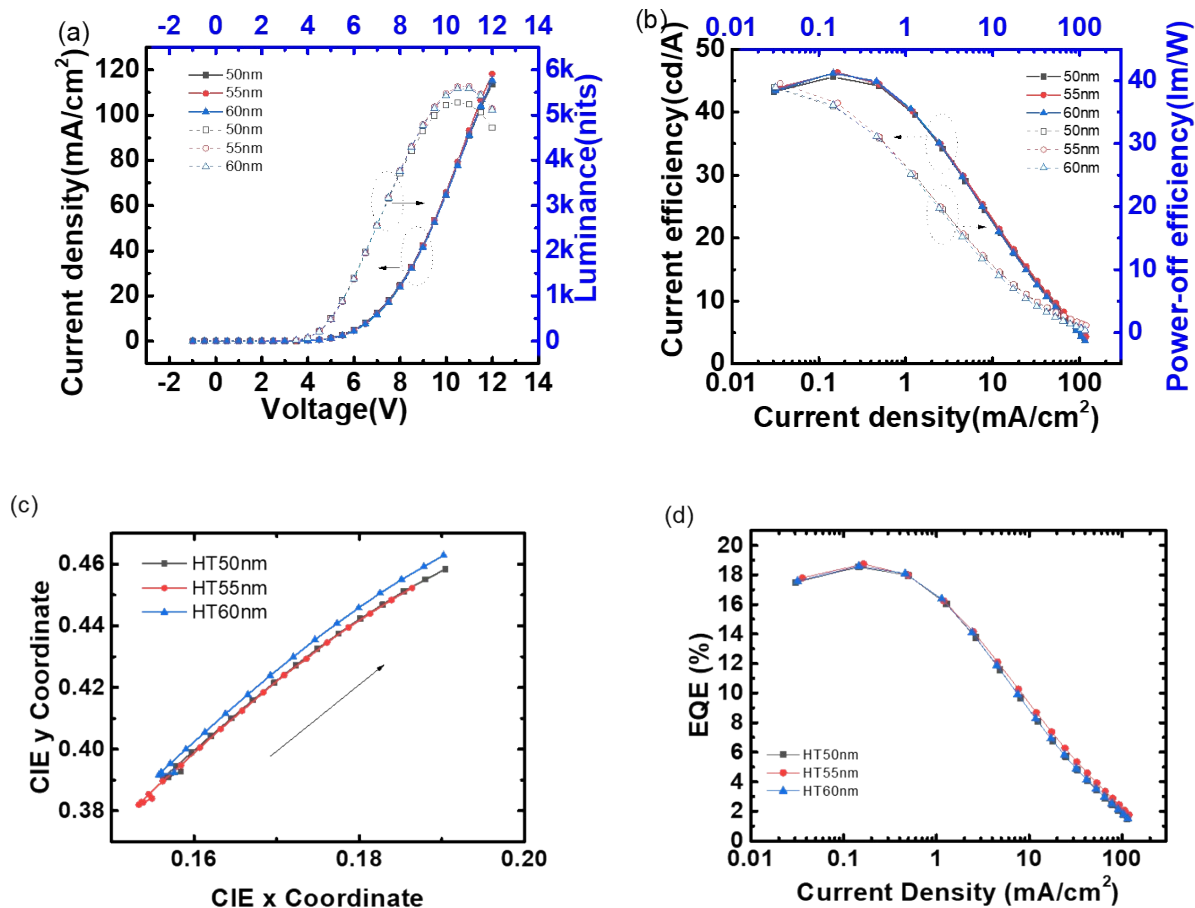 (a)
-2 0 2 4 6 8 10 12 14
120
100
80
60
40
20
0
Current density(mA/cm²)
6k
5k
4k
3k
2k
1k
0
Luminance(nits)
50nm
55nm
60nm
50nm
55nm
60nm
-2 0 2 4 6 8 10 12 14
Voltage(V)
(b)
0.01 0.1 1 10 100
50
45
40
35
30
25
20
15
10
5
0
Current efficiency(cd/A)
40
30
20
10
0
Power-off efficiency(lm/W)
50nm
55nm
60nm
50nm
55nm
60nm
0.01 0.1 1 10 100
Current density(mA/cm²)
(c)
0.46
0.44
0.42
0.40
0.38
CIE y Coordinate
HT50nm
HT55nm
HT60nm
0.16 0.18 0.20
CIE x Coordinate
(d)
20
18
16
14
12
10
8
6
4
2
0
EQE (%)
HT50nm
HT55nm
HT60nm
0.01 0.1 1 10 100
Current Density (mA/cm²)